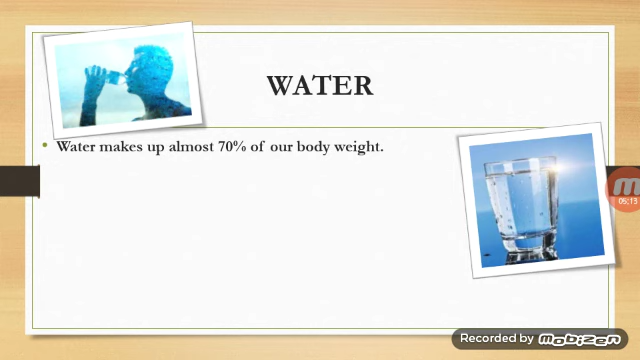 WATER
• Water makes up almost 70% of our body weight.
m
05:13
Recorded by mobizen